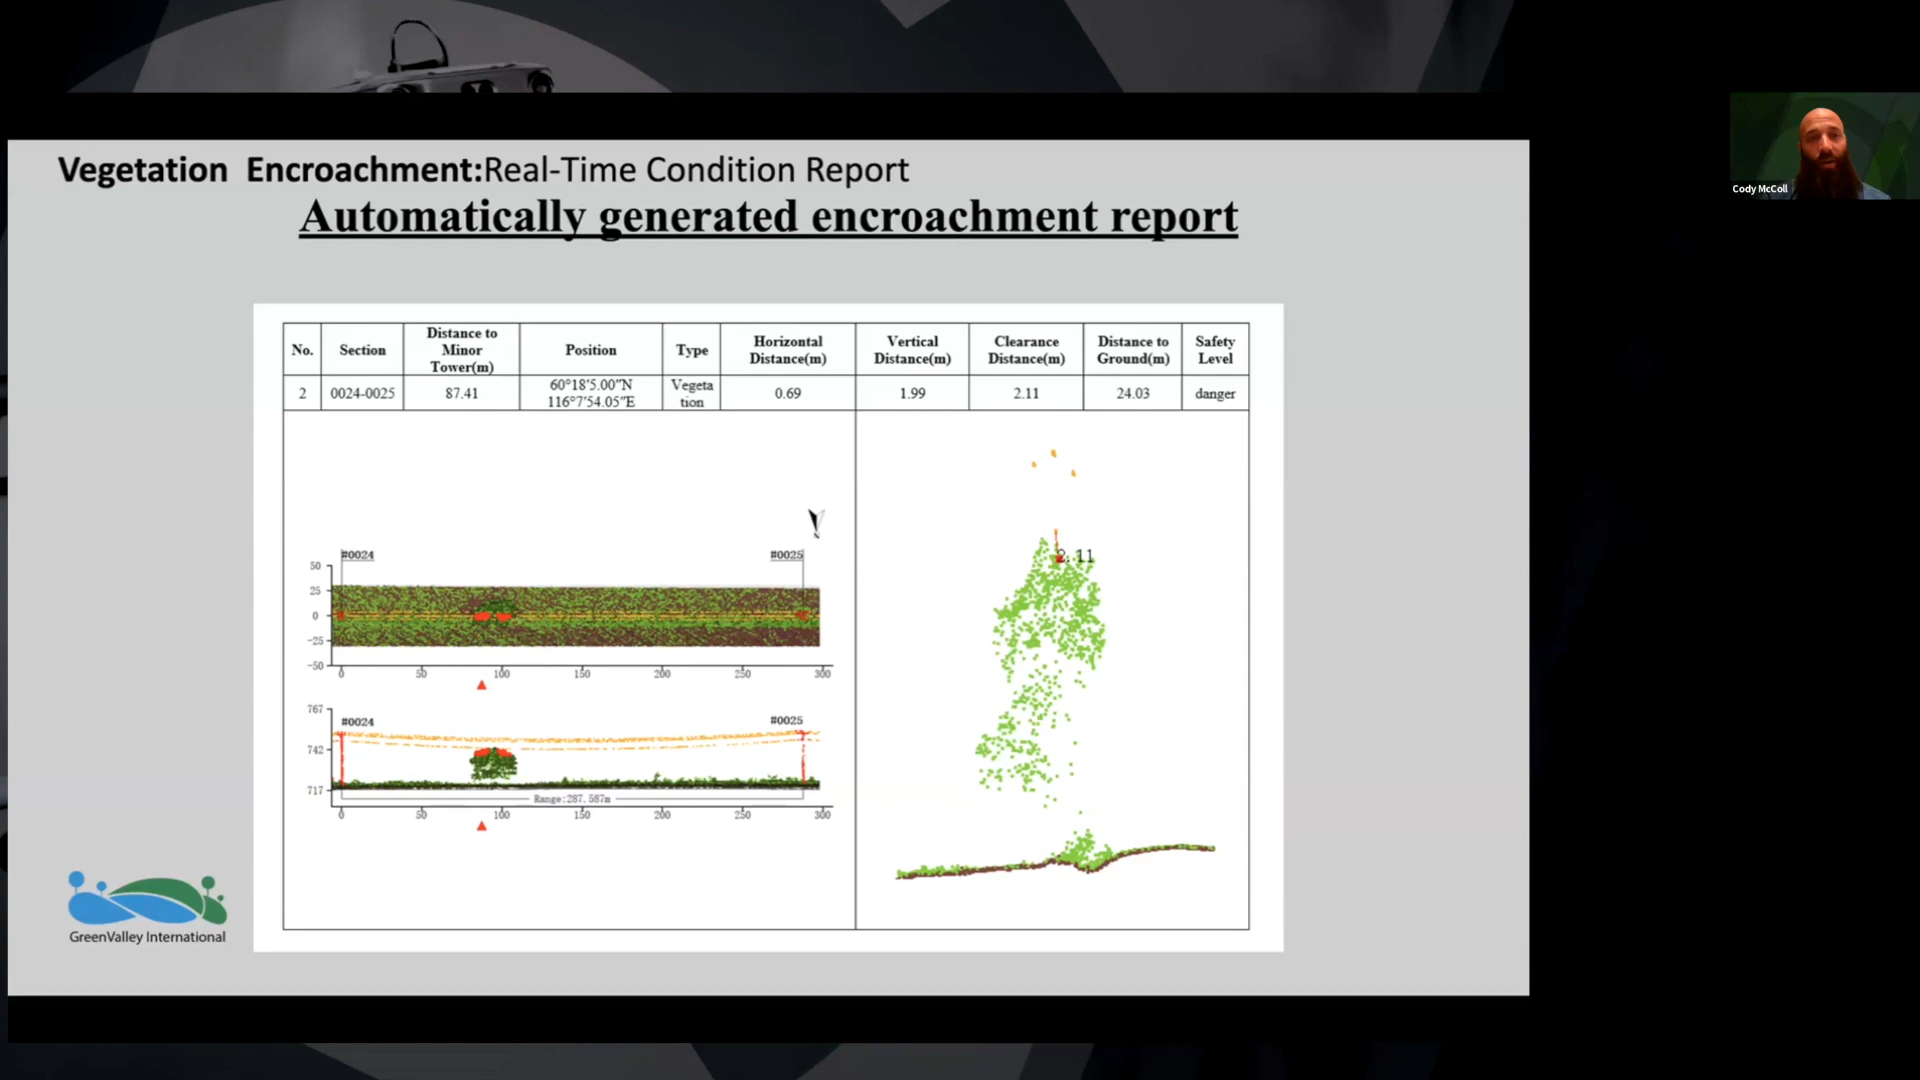 Vegetation Encroachment:Real-Time Condition Report
Automatically generated encroachment report
Cody McColl
No. Section Distance to Minor Tower(m) Position Type Horizontal Distance(m) Vertical Distance(m) Clearance Distance(m) Distance to Ground(m) Safety Level
2 0024-0025 87.41 60°18′5.00″N 116°7′54.05″E Vegetation 0.69 1.99 2.11 24.03 danger
#0024 #0025
50
25
0
-25
-50
0 50 100 150 200 250 300
767
#0024 #0025
742
717
Range:287.587m
0 50 100 150 200 250 300
2.11
GreenValley International